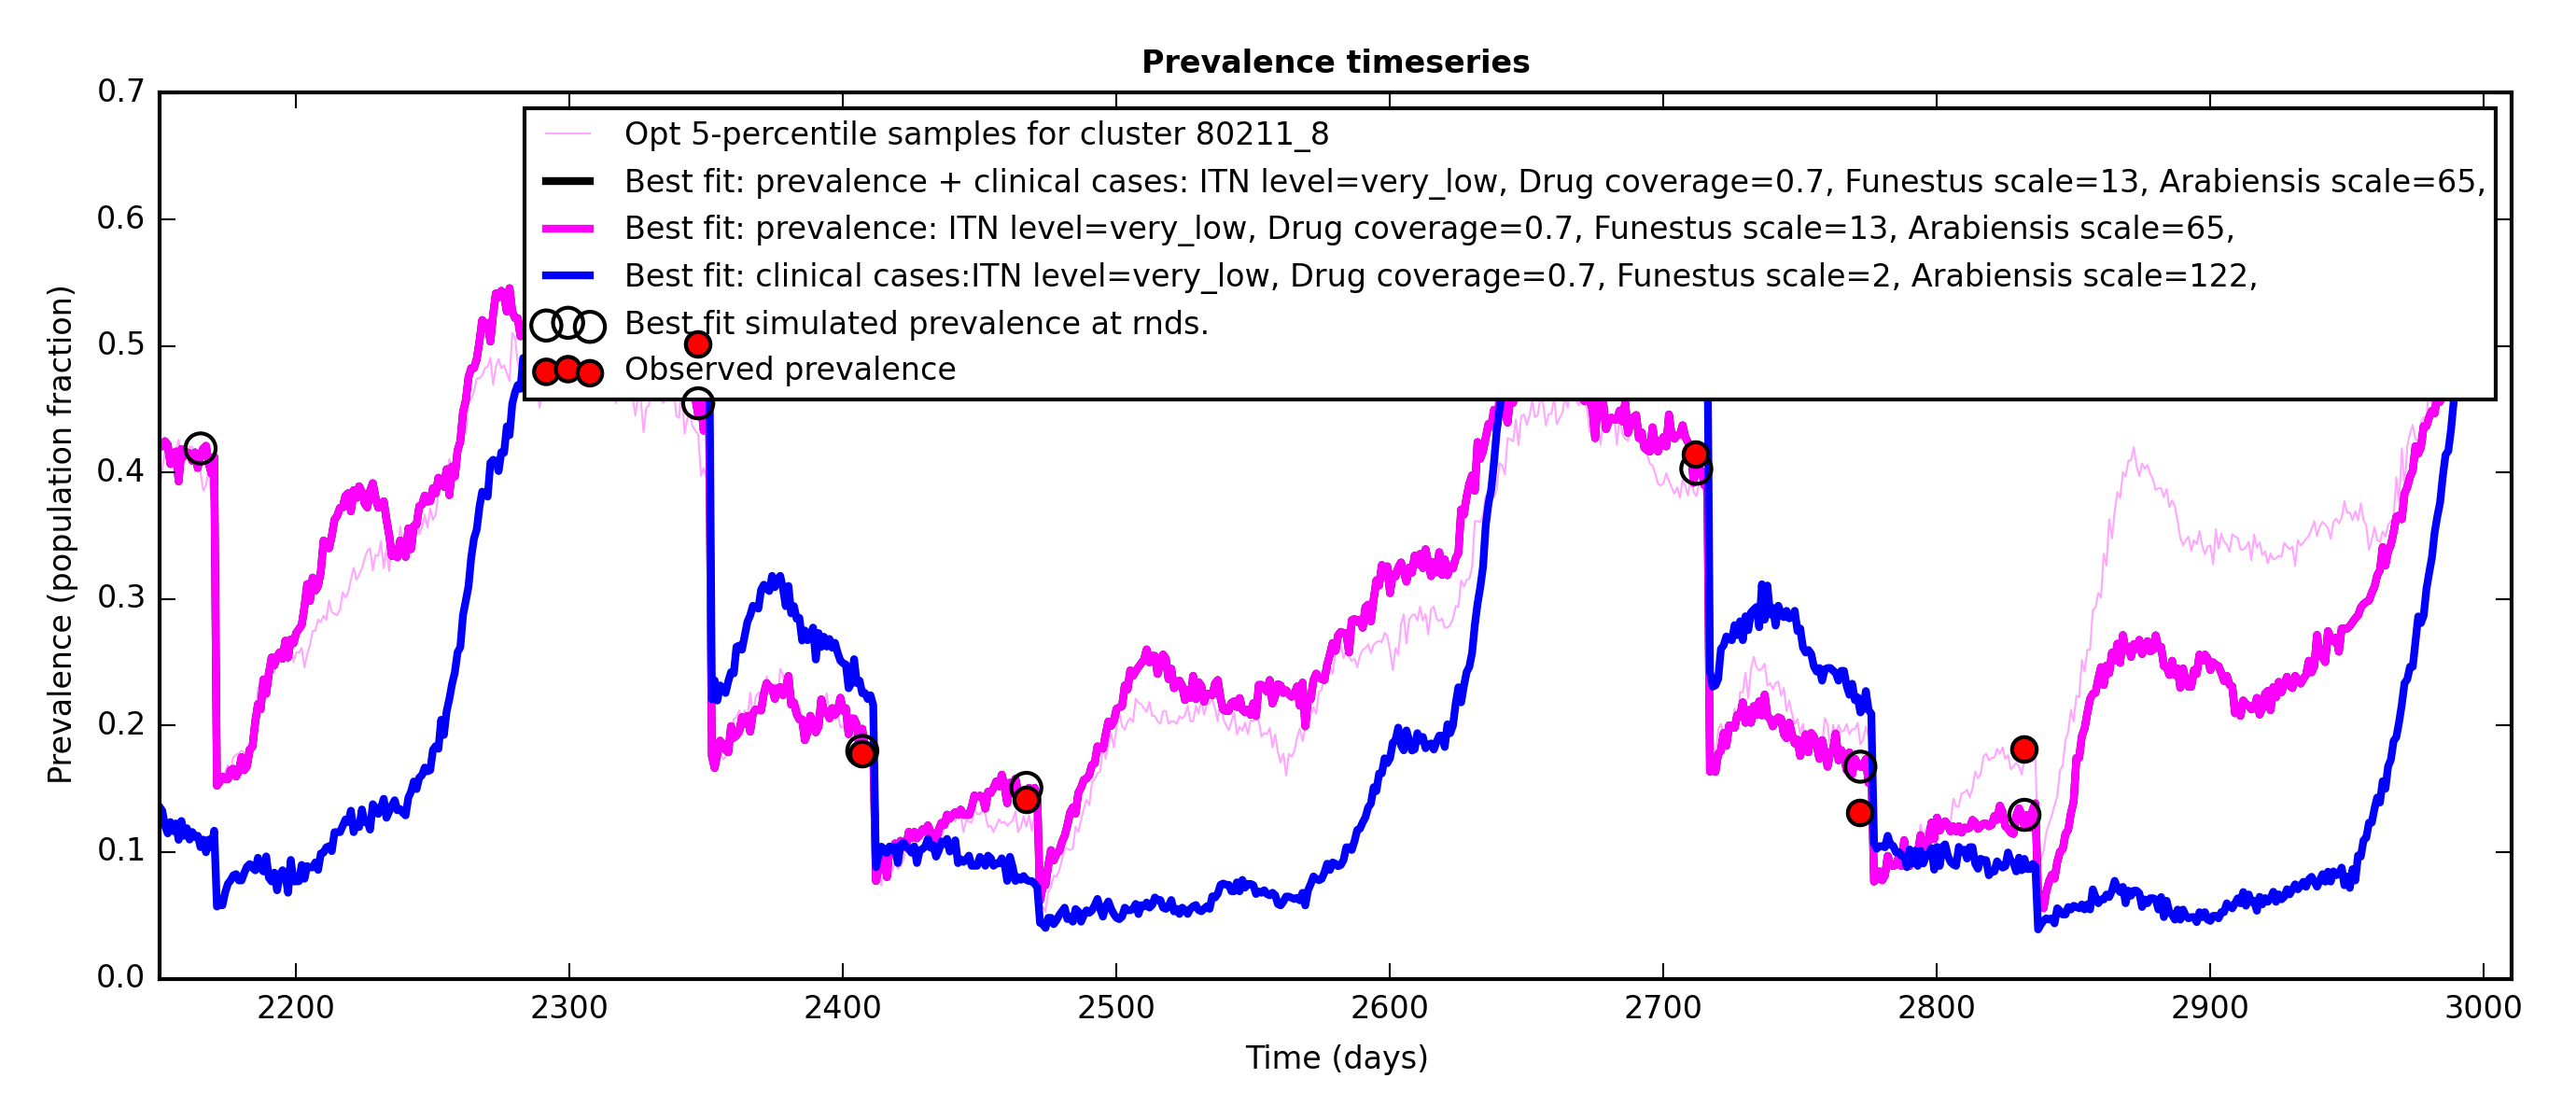 Prevalence timeseries
0.7
0.6
0.5
0.4
0.3
0.2
0.1
0.0
Prevalence (population fraction)
Opt 5-percentile samples for cluster 80211_8
Best fit: prevalence + clinical cases: ITN level=very_low, Drug coverage=0.7, Funestus scale=13, Arabiensis scale=65,
Best fit: prevalence: ITN level=very_low, Drug coverage=0.7, Funestus scale=13, Arabiensis scale=65,
Best fit: clinical cases:ITN level=very_low, Drug coverage=0.7, Funestus scale=2, Arabiensis scale=122,
Best fit simulated prevalence at rnds.
Observed prevalence
2200 2300 2400 2500 2600 2700 2800 2900 3000
Time (days)